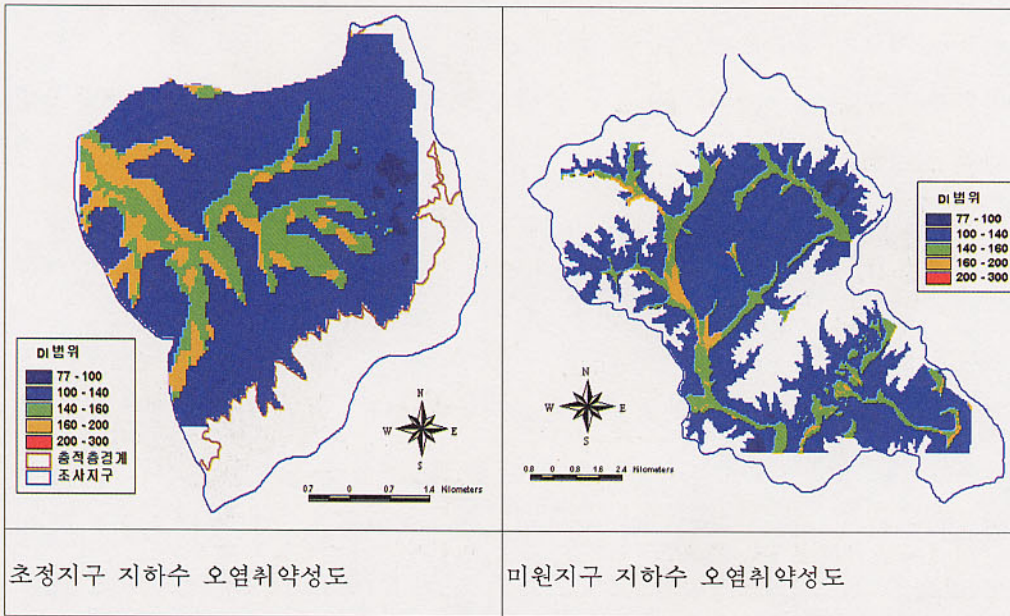 DI 범위
77 - 100
100 - 140
140 - 160
160 - 200
200 - 300
충적층경계
조사지구
N
W E
S
0.7 0 0.7 1.4 Kilometers
초정지구 지하수 오염취약성도
DI 범위
77 - 100
100 - 140
140 - 160
160 - 200
200 - 300
N
W E
S
0.8 0 0.8 1.6 2.4 Kilometers
미원지구 지하수 오염취약성도